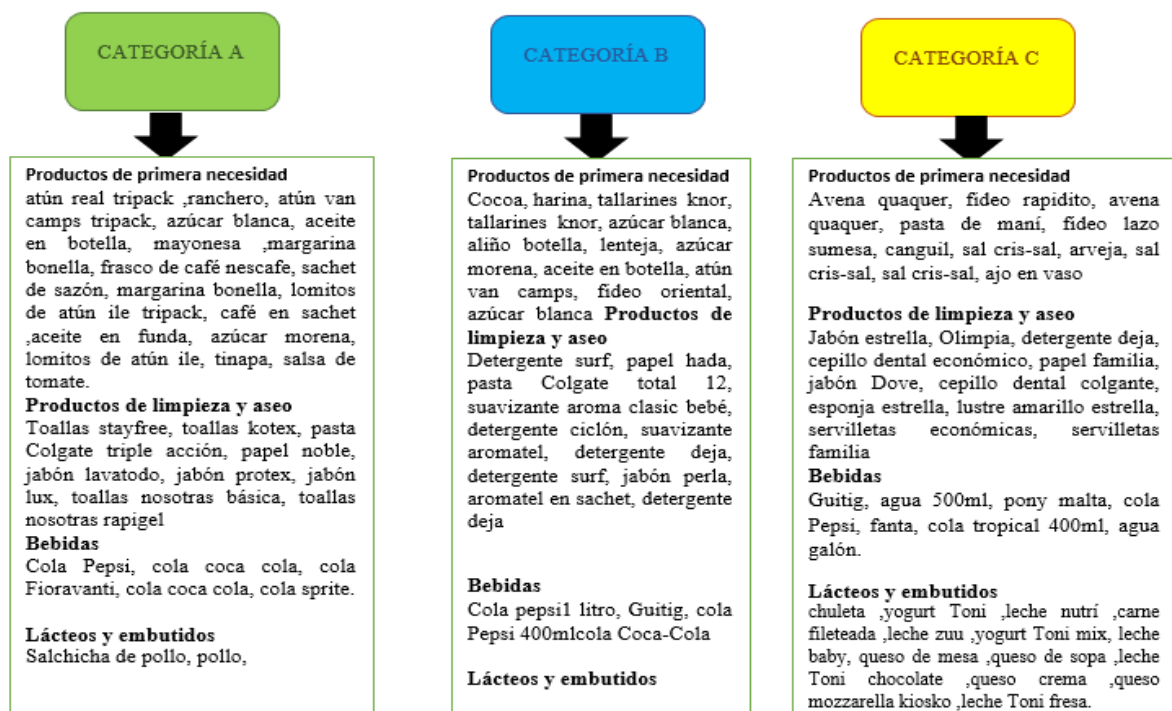 CATEGORÍA A
Productos de primera necesidad
atún real tripack ,ranchero, atún van
camps tripack, azúcar blanca, aceite
en botella, mayonesa ,margarina
bonella, frasco de café nescafe, sachet
de sazón, margarina bonella, lomitos
de atún ile tripack, café en sachet
,aceite en funda, azúcar morena,
lomitos de atún ile, tinapa, salsa de
tomate.
Productos de limpieza y aseo
Toallas stayfree, toallas kotex, pasta
Colgate triple acción, papel noble,
jabón lavatodo, jabón protex, jabón
lux, toallas nosotras básica, toallas
nosotras rapigel
Bebidas
Cola Pepsi, cola coca cola, cola
Fioravanti, cola coca cola, cola sprite.
Lácteos y embutidos
Salchicha de pollo, pollo,
CATEGORÍA B
Productos de primera necesidad
Cocoa, harina, tallarines knor,
tallarines knor, azúcar blanca,
aliño botella, lenteja, azúcar
morena, aceite en botella, atún
van camps, fideo oriental,
azúcar blanca Productos de
limpieza y aseo
Detergente surf, papel hada,
pasta Colgate total 12,
suavizante aroma clasic bebé,
detergente ciclón, suavizante
aromatel, detergente deja,
detergente surf, jabón perla,
aromatel en sachet, detergente
deja
Bebidas
Cola pepsi1 litro, Guitig, cola
Pepsi 400mlcola Coca-Cola
Lácteos y embutidos
CATEGORÍA C
Productos de primera necesidad
Avena quaquer, fideo rapidito, avena
quaquer, pasta de maní, fideo lazo
sumesa, canguil, sal cris-sal, arveja, sal
cris-sal, sal cris-sal, ajo en vaso
Productos de limpieza y aseo
Jabón estrella, Olimpia, detergente deja,
cepillo dental económico, papel familia,
jabón Dove, cepillo dental colgante,
esponja estrella, lustre amarillo estrella,
servilletas económicas, servilletas
familia
Bebidas
Guitig, agua 500ml, pony malta, cola
Pepsi, fanta, cola tropical 400ml, agua
galón.
Lácteos y embutidos
chuleta ,yogurt Toni ,leche nutrí ,carne
fileteada ,leche zuu ,yogurt Toni mix, leche
baby, queso de mesa ,queso de sopa ,leche
Toni chocolate ,queso crema ,queso
mozzarella kiosko ,leche Toni fresa.